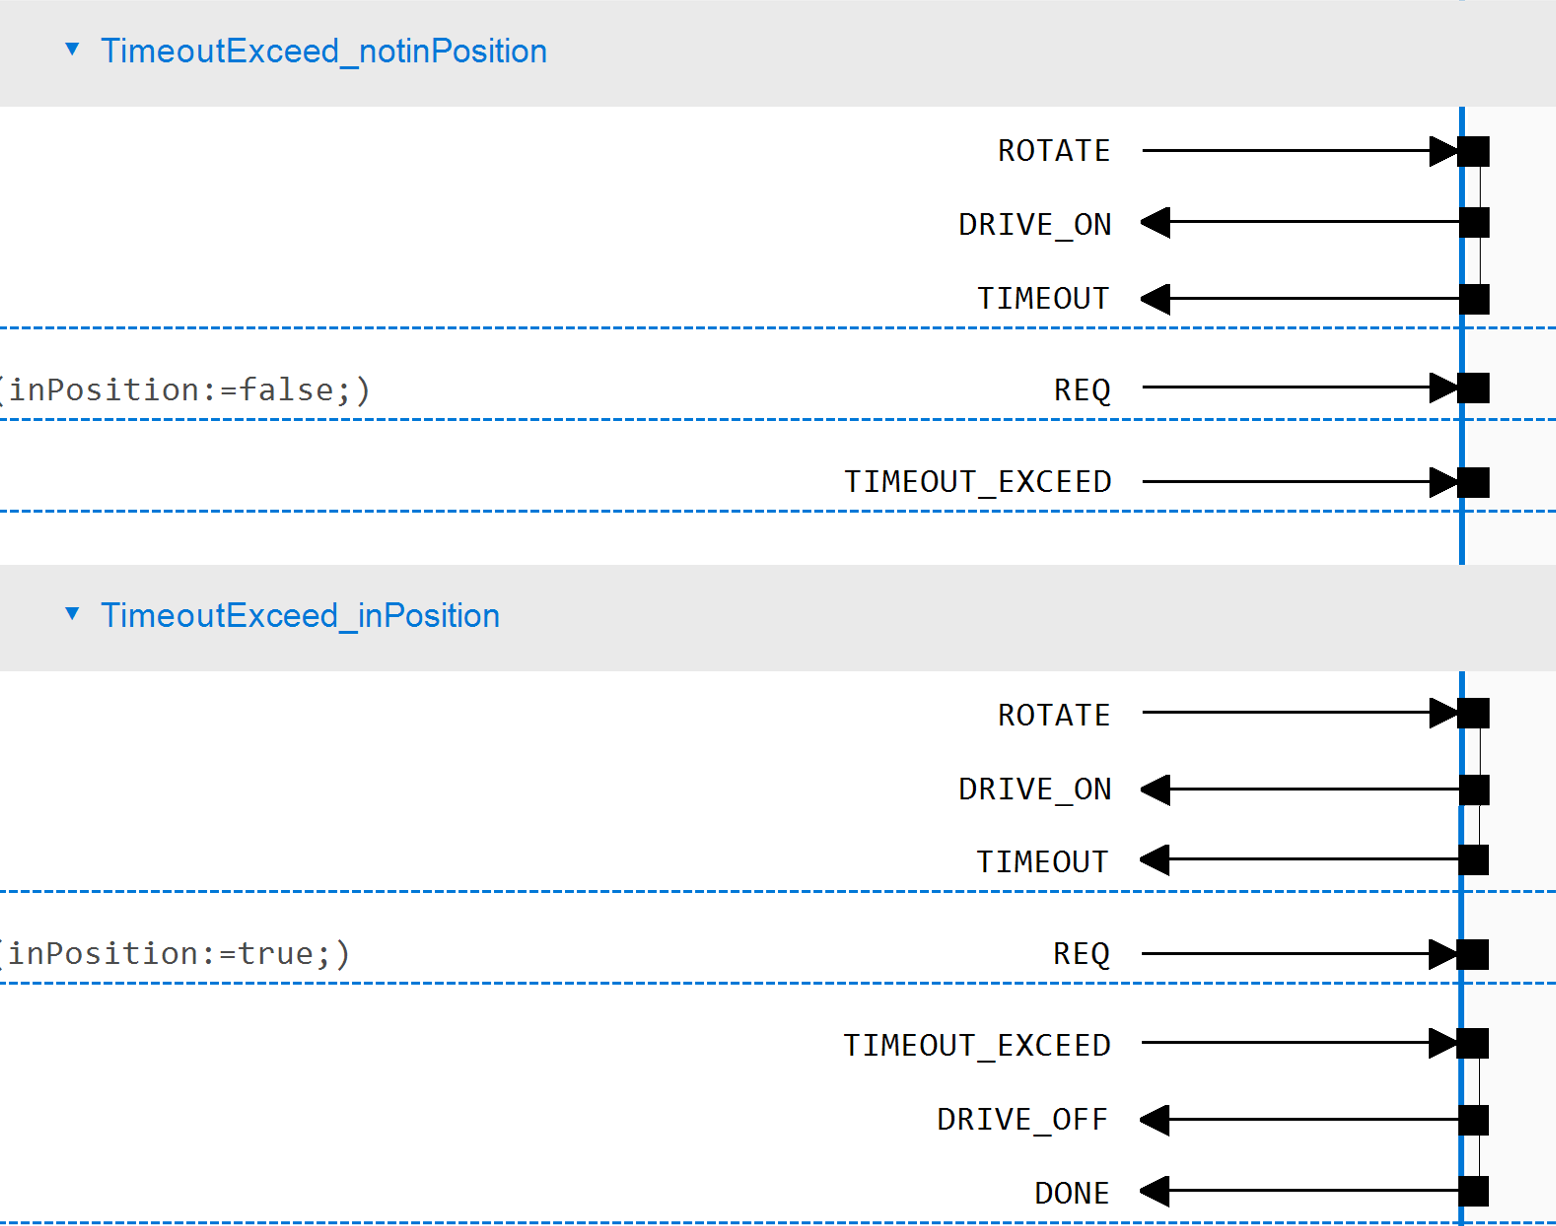 TimeoutExceed_notinPosition
ROTATE
DRIVE_ON
TIMEOUT
(inPosition:=false;) REQ
TIMEOUT_EXCEED
TimeoutExceed_inPosition
ROTATE
DRIVE_ON
TIMEOUT
(inPosition:=true;) REQ
TIMEOUT_EXCEED
DRIVE_OFF
DONE